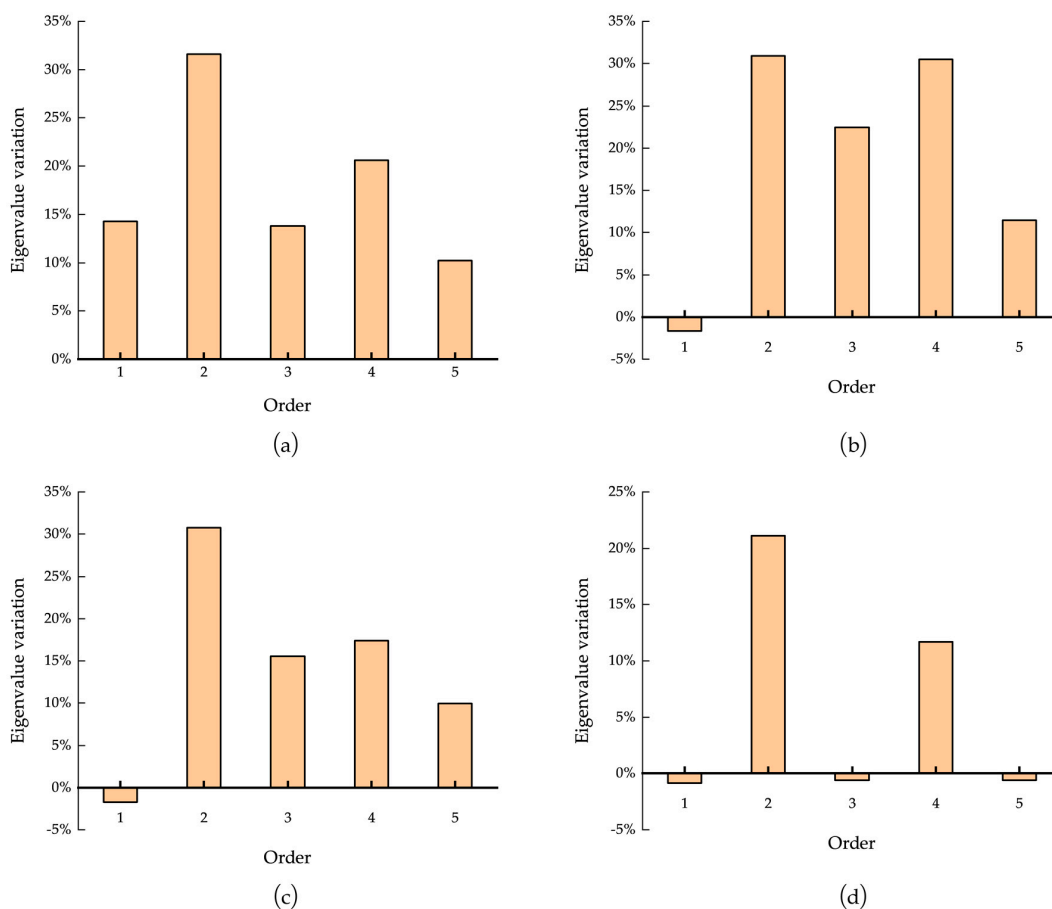 35%
30%
25%
20%
15%
10%
5%
0%
Eigenvalue variation
1 2 3 4 5
Order
(a)
35%
30%
25%
20%
15%
10%
5%
0%
-5%
Eigenvalue variation
1 2 3 4 5
Order
(b)
35%
30%
25%
20%
15%
10%
5%
0%
-5%
Eigenvalue variation
1 2 3 4 5
Order
(c)
25%
20%
15%
10%
5%
0%
-5%
Eigenvalue variation
1 2 3 4 5
Order
(d)